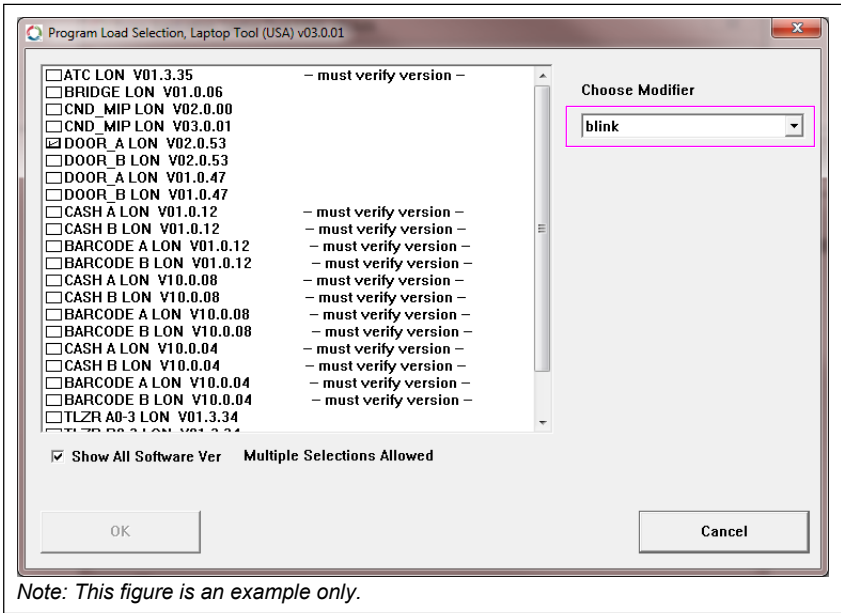 Program Load Selection, Laptop Tool (USA) v03.0.01
ATC LON V01.3.35 – must verify version –
BRIDGE LON V01.0.06
CND_MIP LON V02.0.00
CND_MIP LON V03.0.01
DOOR_A LON V02.0.53
DOOR_B LON V02.0.53
DOOR_A LON V01.0.47
DOOR_B LON V01.0.47
CASH A LON V01.0.12 – must verify version –
CASH B LON V01.0.12 – must verify version –
BARCODE A LON V01.0.12 – must verify version –
BARCODE B LON V01.0.12 – must verify version –
CASH A LON V10.0.08 – must verify version –
CASH B LON V10.0.08 – must verify version –
BARCODE A LON V10.0.08 – must verify version –
BARCODE B LON V10.0.08 – must verify version –
CASH A LON V10.0.04 – must verify version –
CASH B LON V10.0.04 – must verify version –
BARCODE A LON V10.0.04 – must verify version –
BARCODE B LON V10.0.04 – must verify version –
TLZR A0-3 LON V01.3.34
Choose Modifier
blink
Show All Software Ver Multiple Selections Allowed
OK Cancel
Note: This figure is an example only.